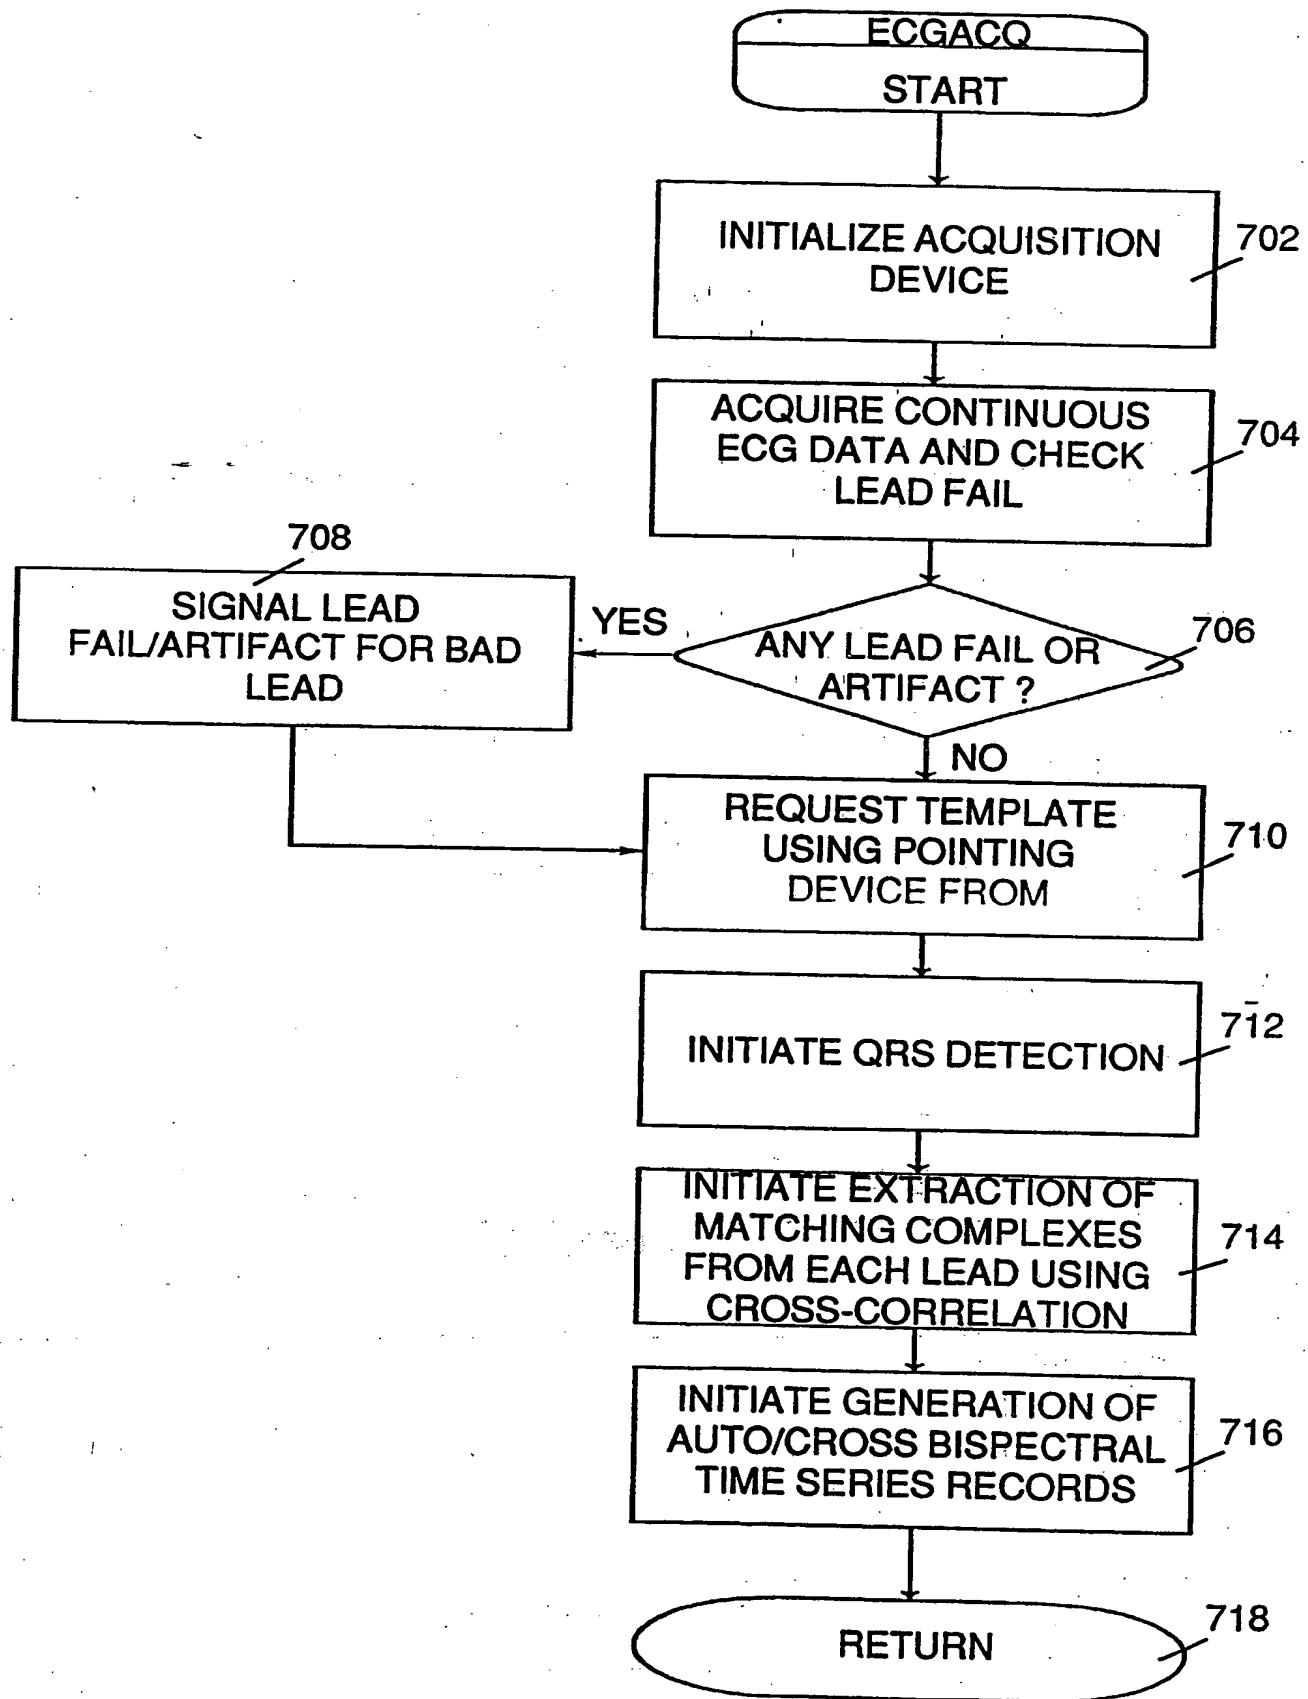 ECGACQ
START
INITIALIZE ACQUISITION
DEVICE
702
ACQUIRE CONTINUOUS
ECG DATA AND CHECK
LEAD FAIL
704
708
SIGNAL LEAD
FAIL/ARTIFACT FOR BAD
LEAD
YES
ANY LEAD FAIL OR
ARTIFACT ?
706
NO
REQUEST TEMPLATE
USING POINTING
DEVICE FROM
710
INITIATE QRS DETECTION
712
INITIATE EXTRACTION OF
MATCHING COMPLEXES
FROM EACH LEAD USING
CROSS-CORRELATION
714
INITIATE GENERATION OF
AUTO/CROSS BISPECTRAL
TIME SERIES RECORDS
716
RETURN
718